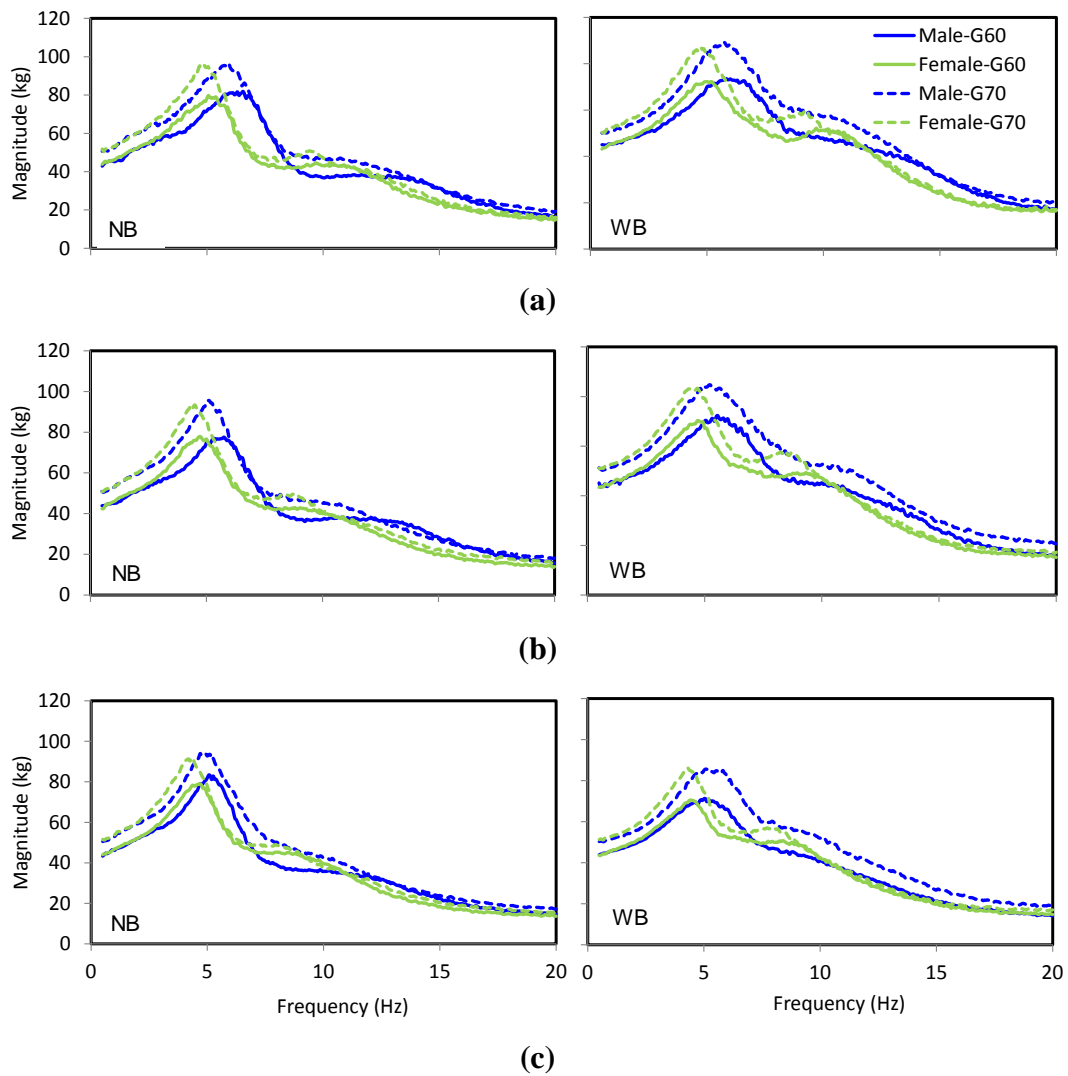 120
100
80
60
40
20
0
Magnitude (kg)
NB
WB
Male-G60
Female-G60
Male-G70
Female-G70
(a)
120
100
80
60
40
20
0
Magnitude (kg)
NB
WB
(b)
120
100
80
60
40
20
0
Magnitude (kg)
NB
WB
0 5 10 15 20
0 5 10 15 20
Frequency (Hz)
Frequency (Hz)
(c)